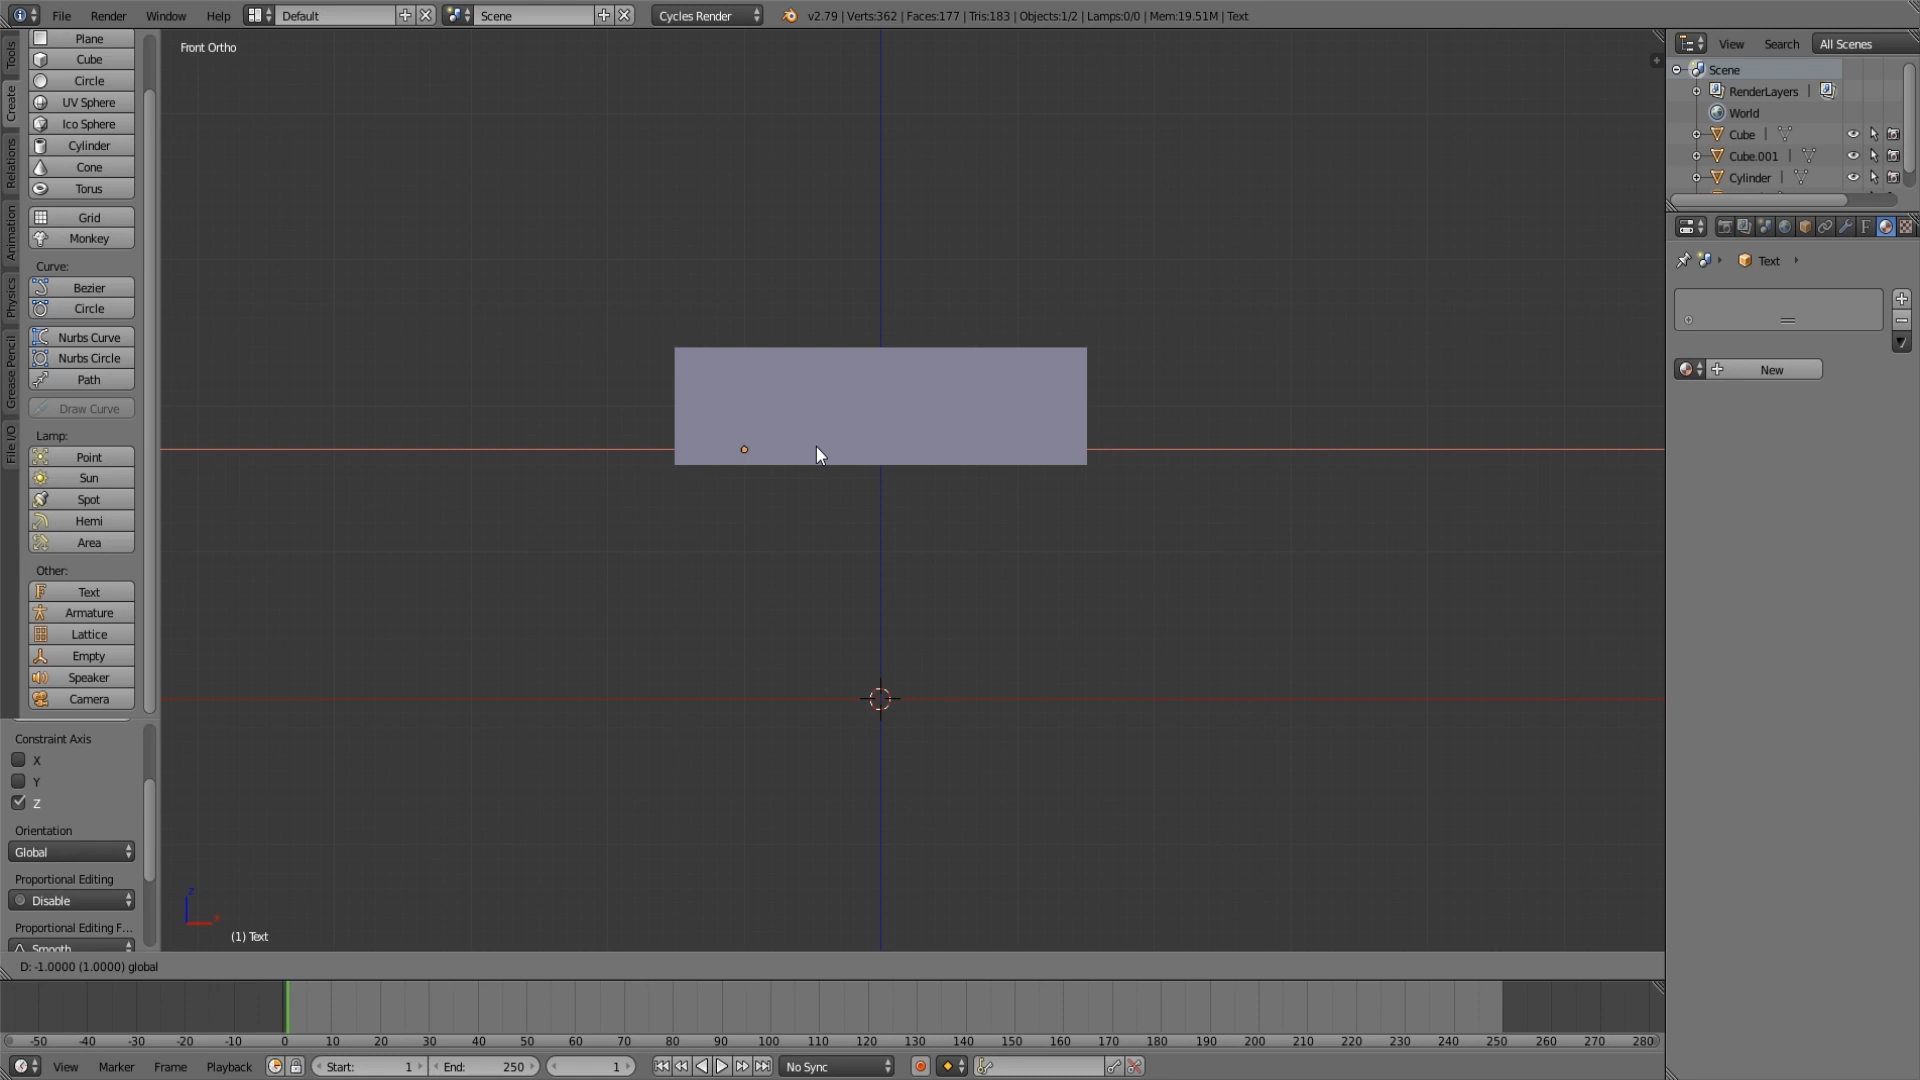 File Render Window Help Default Scene Cycles Render v2.79 | Verts:362 | Faces:177 | Tris:183 | Objects:1/2 | Lamps:0/0 | Mem:19.51M | Text
Front Ortho
View Search All Scenes
Scene
RenderLayers |
World
Cube |
Cube.001 |
Cylinder |
Text
New
Tools
Create
Relations
Animation
Physics
Grease Pencil
File I/O
Plane
Cube
Circle
UV Sphere
Ico Sphere
Cylinder
Cone
Torus
Grid
Monkey
Curve:
Bezier
Circle
Nurbs Curve
Nurbs Circle
Path
Draw Curve
Lamp:
Point
Sun
Spot
Hemi
Area
Other:
Text
Armature
Lattice
Empty
Speaker
Camera
Constraint Axis
X
Y
Z
Orientation
Global
Proportional Editing
Disable
Proportional Editing F...
Smooth
z
x
(1) Text
D: -1.0000 (1.0000) global
-50 -40 -30 -20 -10 0 10 20 30 40 50 60 70 80 90 100 110 120 130 140 150 160 170 180 190 200 210 220 230 240 250 260 270 280
View Marker Frame Playback Start: 1 End: 250 1 No Sync